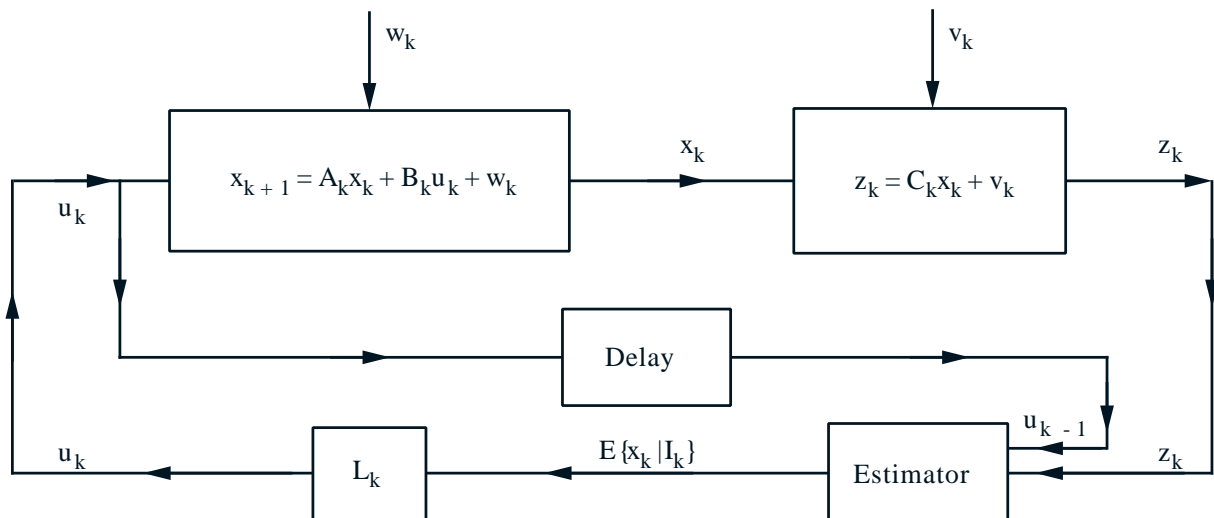 w_k
v_k
x_{k + 1} = A_k x_k + B_k u_k + w_k
x_k
z_k = C_k x_k + v_k
z_k
u_k
Delay
u_{k - 1}
u_k
L_k
E{x_k | I_k}
Estimator
z_k